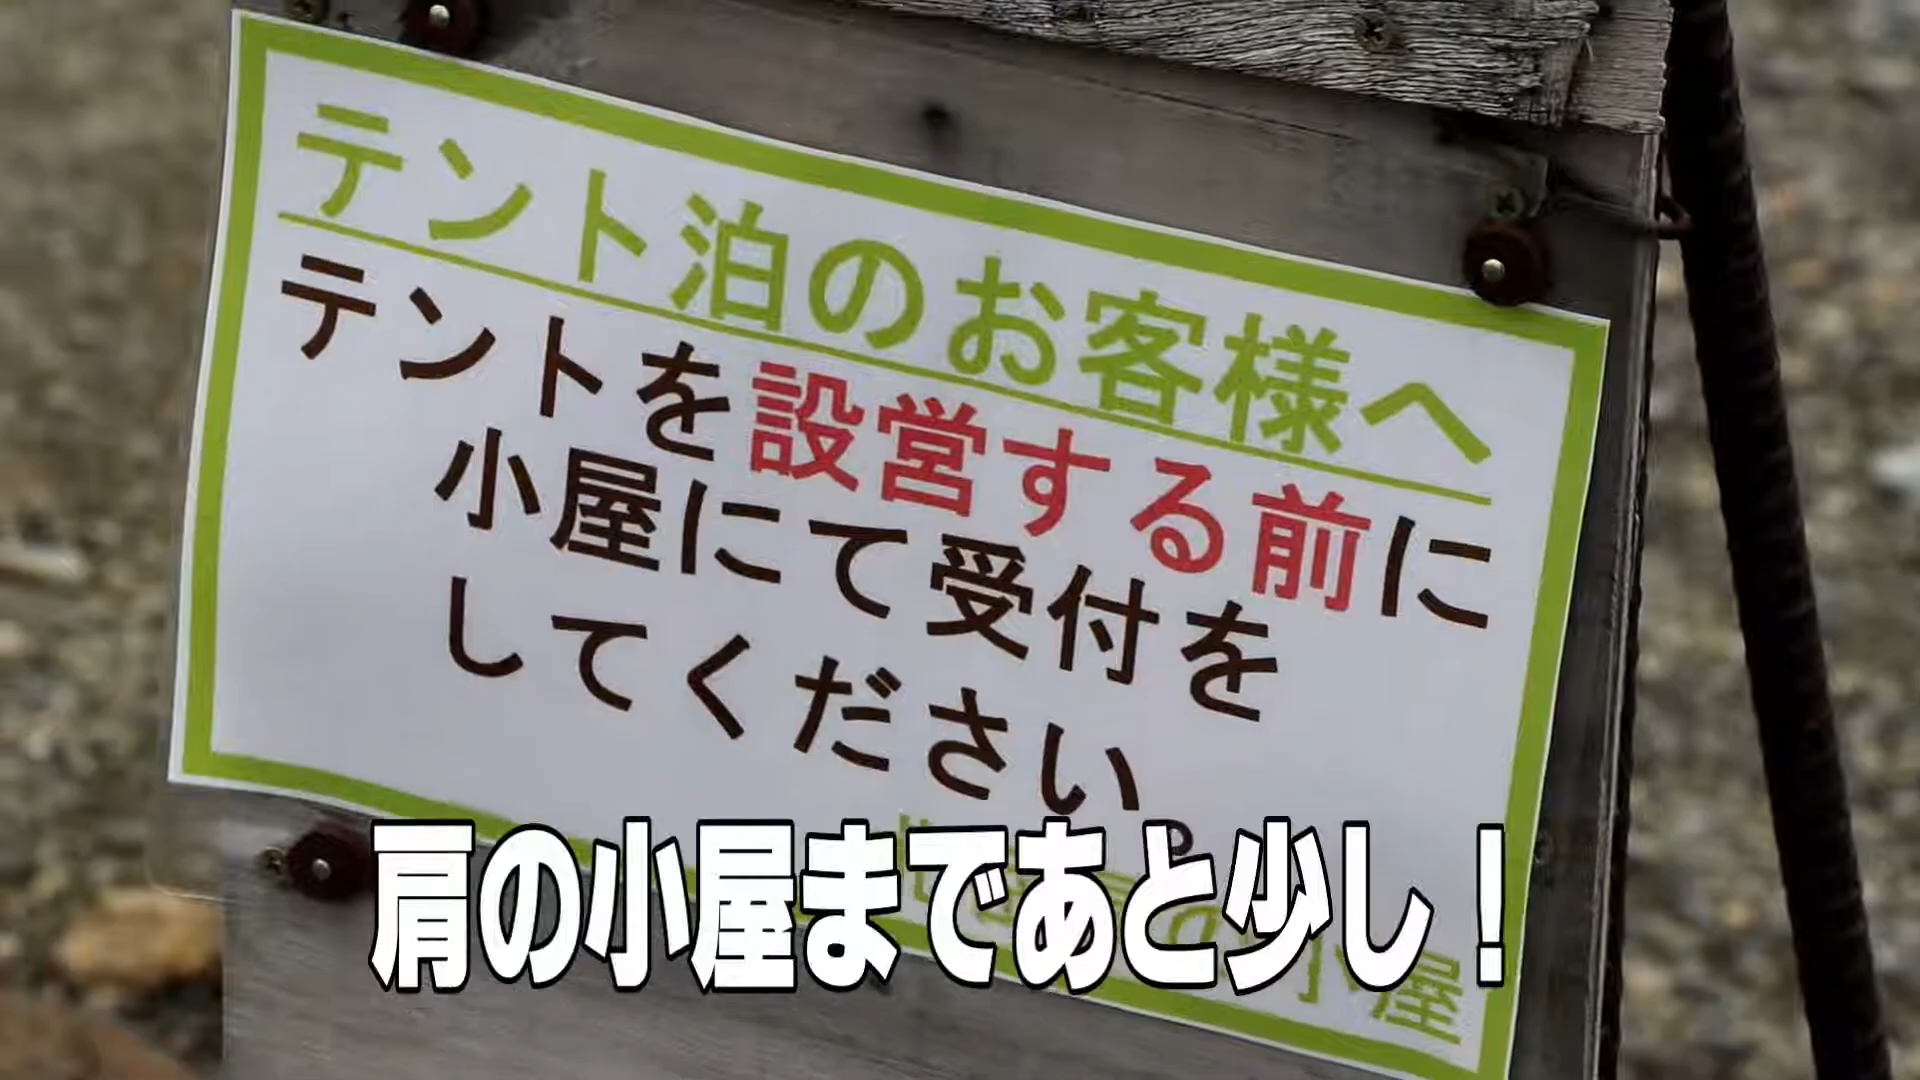 テント泊のお客様へ
テントを設営する前に
小屋にて受付を
してください。
肩の小屋まであと少し！
小屋